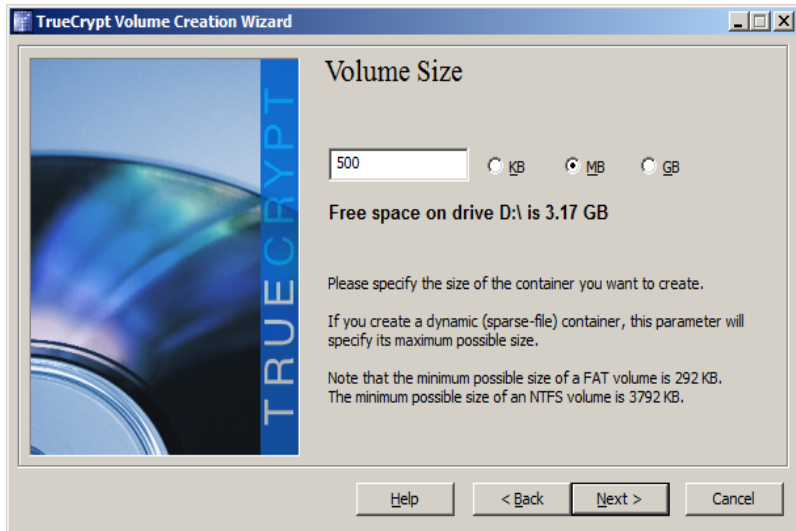 TrueCrypt Volume Creation Wizard
TRUECRYPT
Volume Size
500 KB MB GB
Free space on drive D:\ is 3.17 GB
Please specify the size of the container you want to create.
If you create a dynamic (sparse-file) container, this parameter will
specify its maximum possible size.
Note that the minimum possible size of a FAT volume is 292 KB.
The minimum possible size of an NTFS volume is 3792 KB.
Help < Back Next > Cancel